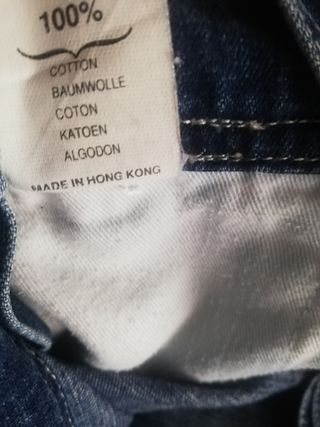 100%
COTTON
BAUMWOLLE
COTON
KATOEN
ALGODON
MADE IN HONG KONG